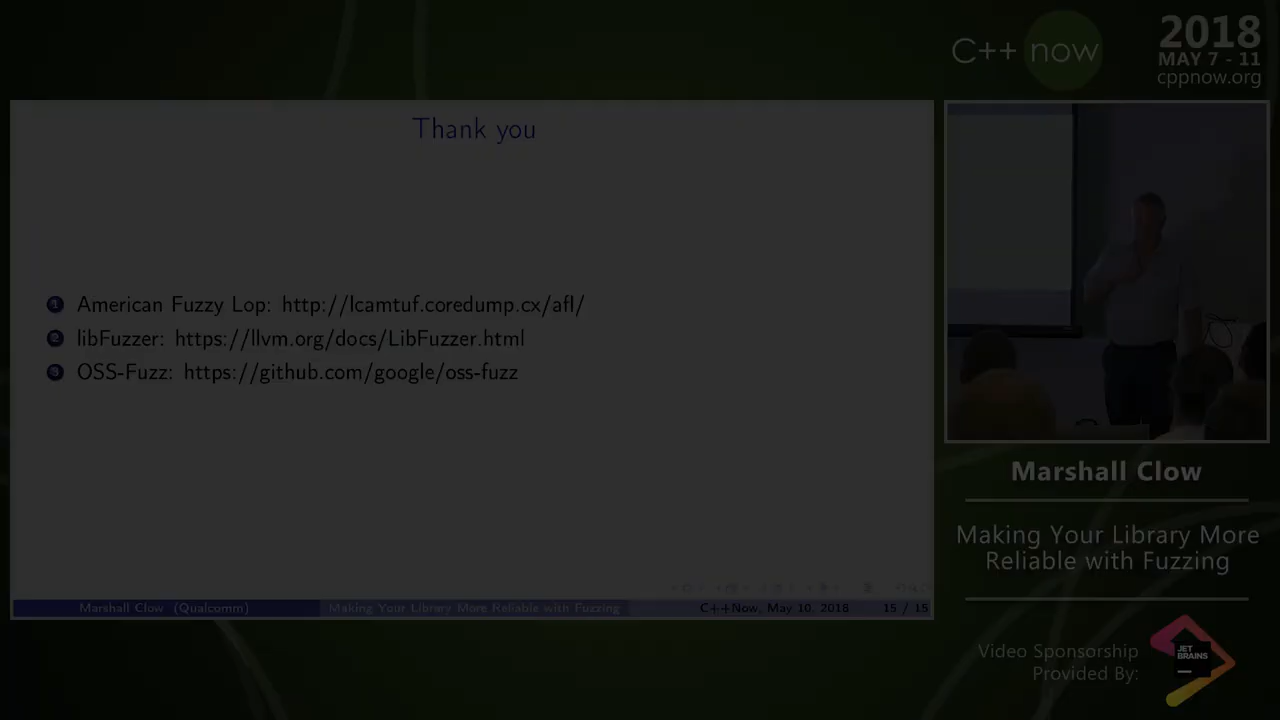 C++ now
2018
MAY 7 - 11
cppnow.org
Thank you
1 American Fuzzy Lop: http://lcamtuf.coredump.cx/afl/
2 libFuzzer: https://llvm.org/docs/LibFuzzer.html
3 OSS-Fuzz: https://github.com/google/oss-fuzz
Marshall Clow (Qualcomm) Making Your Library More Reliable with Fuzzing C++Now, May 10, 2018 15 / 15
Marshall Clow
Making Your Library More
Reliable with Fuzzing
Video Sponsorship
Provided By:
JET
BRAINS